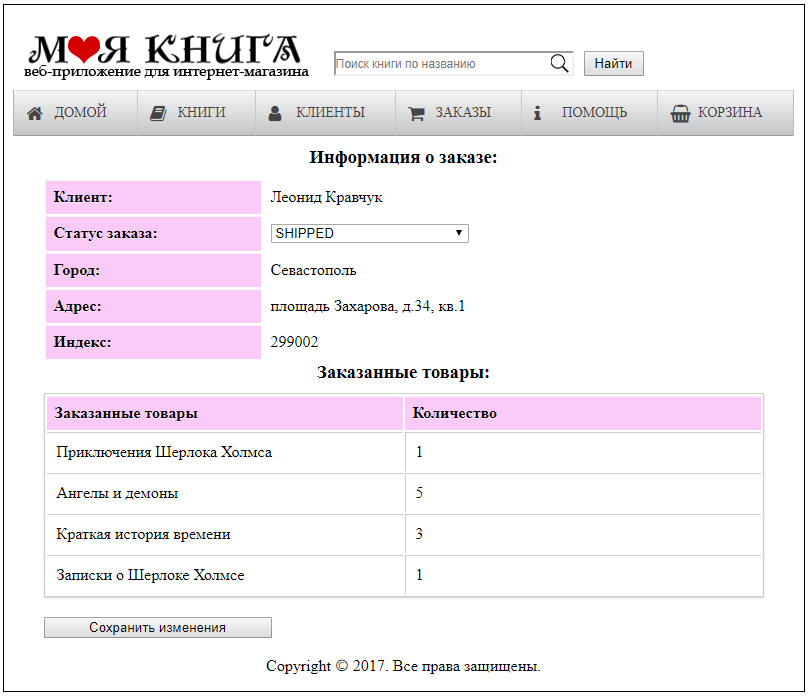 МОЯ КНИГА
веб-приложение для интернет-магазина
Поиск книги по названию Найти
ДОМОЙ КНИГИ КЛИЕНТЫ ЗАКАЗЫ ПОМОЩЬ КОРЗИНА
Информация о заказе:
Клиент: Леонид Кравчук
Статус заказа: SHIPPED
Город: Севастополь
Адрес: площадь Захарова, д.34, кв.1
Индекс: 299002
Заказанные товары:
Заказанные товары Количество
Приключения Шерлока Холмса 1
Ангелы и демоны 5
Краткая история времени 3
Записки о Шерлоке Холмсе 1
Сохранить изменения
Copyright © 2017. Все права защищены.